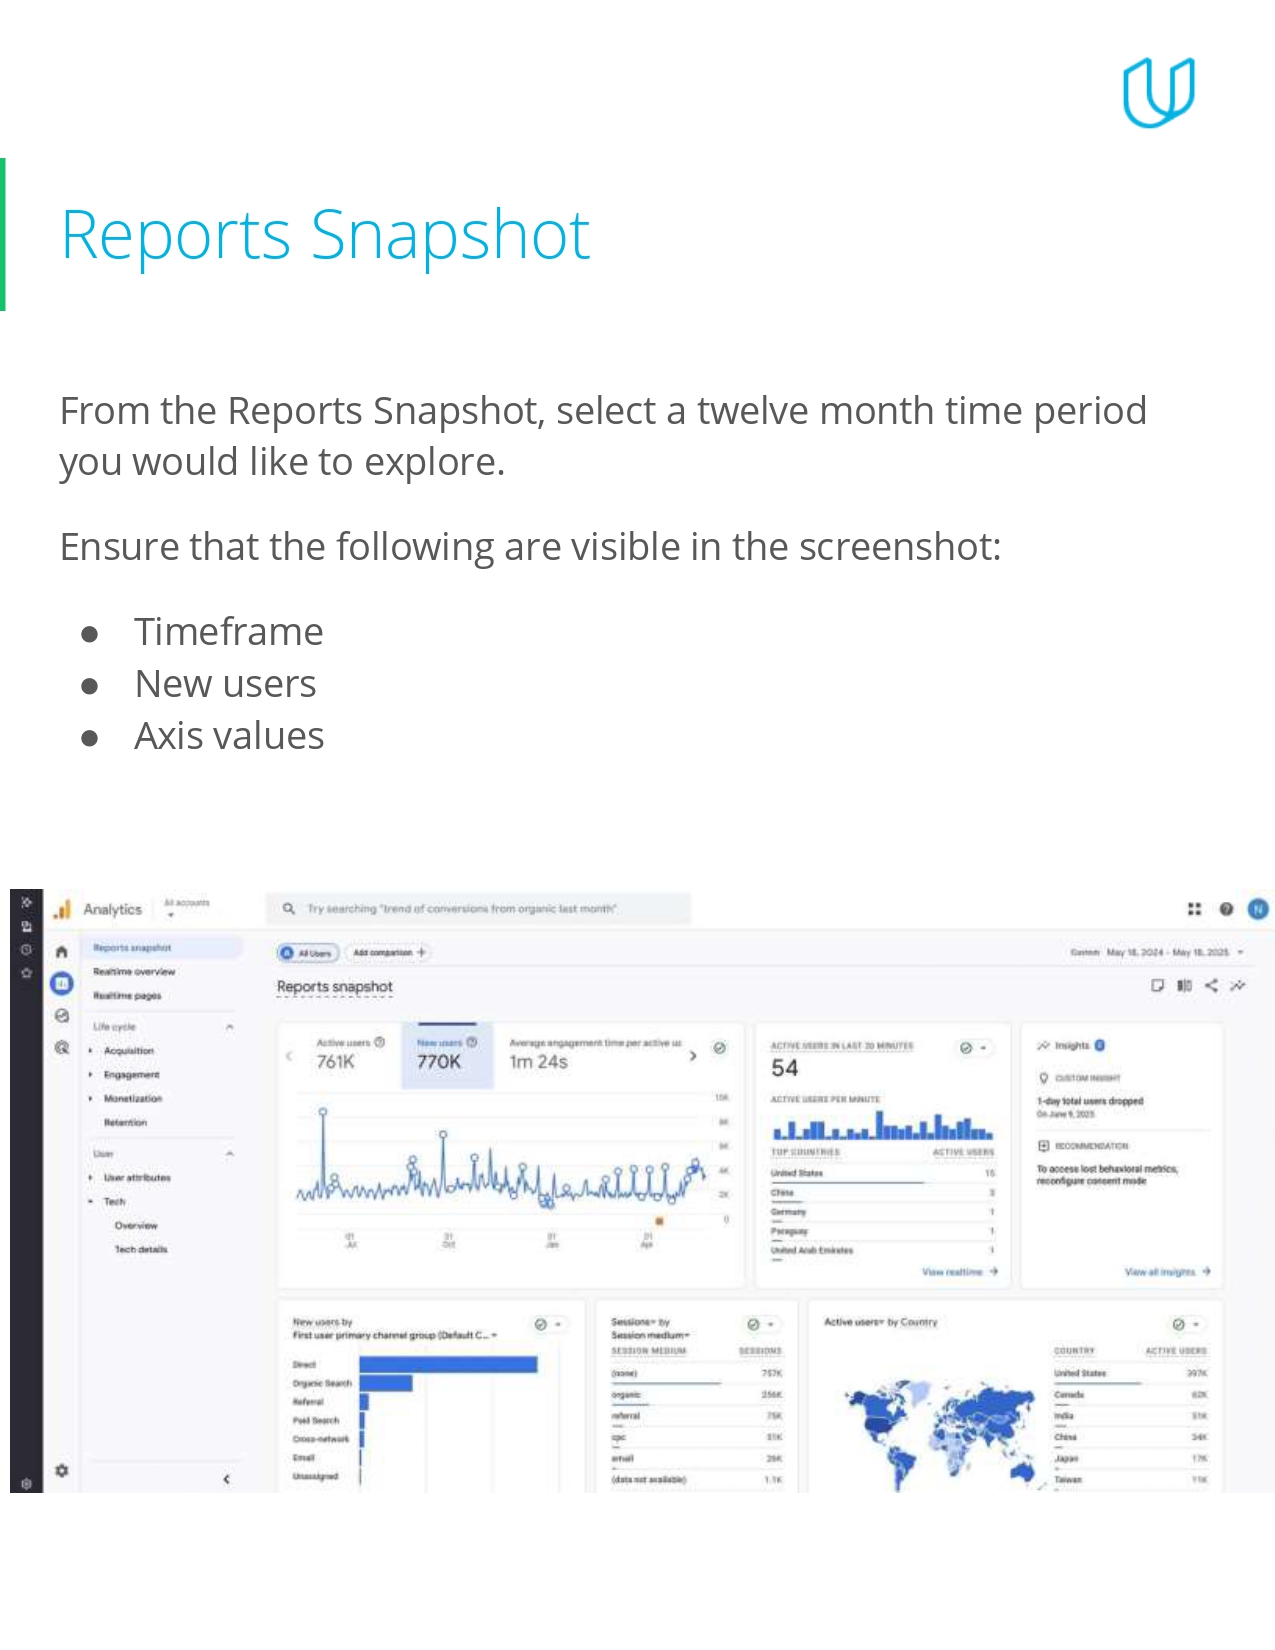 Reports Snapshot
From the Reports Snapshot, select a twelve month time period
you would like to explore.
Ensure that the following are visible in the screenshot:
● Timeframe
● New users
● Axis values
Analytics
All accounts
Try searching "trend of conversions from organic last month"
N
Reports snapshot
Realtime overview
Realtime pages
Life cycle
Acquisition
Engagement
Monetization
Retention
User
User attributes
Tech
Overview
Tech details
All Users
Add comparison +
Custom May 18, 2024 - May 18, 2025
Reports snapshot
Active users
761K
New users
770K
Average engagement time per active us
1m 24s
10K
8K
6K
4K
2K
0
01
Jul
01
Oct
01
Jan
01
Apr
ACTIVE USERS IN LAST 30 MINUTES
54
ACTIVE USERS PER MINUTE
TOP COUNTRIES ACTIVE USERS
United States
China 3
Germany 1
Paraguay 1
United Arab Emirates 1
View realtime →
Insights
CUSTOM INSIGHT
1-day total users dropped
On June 9, 2025
RECOMMENDATION
To access lost behavioral metrics,
reconfigure consent mode
View all insights →
New users by
First user primary channel group (Default C...
Direct
Organic Search
Referral
Paid Search
Cross-network
Email
Unassigned
Sessions by
Session medium
SESSION MEDIUM SESSIONS
(none) 757K
organic 256K
referral 75K
cpc 51K
email 26K
(data not available) 1.1K
Active users by Country
COUNTRY ACTIVE USERS
United States 397K
Canada 62K
India 51K
China 34K
Japan 17K
Taiwan 11K